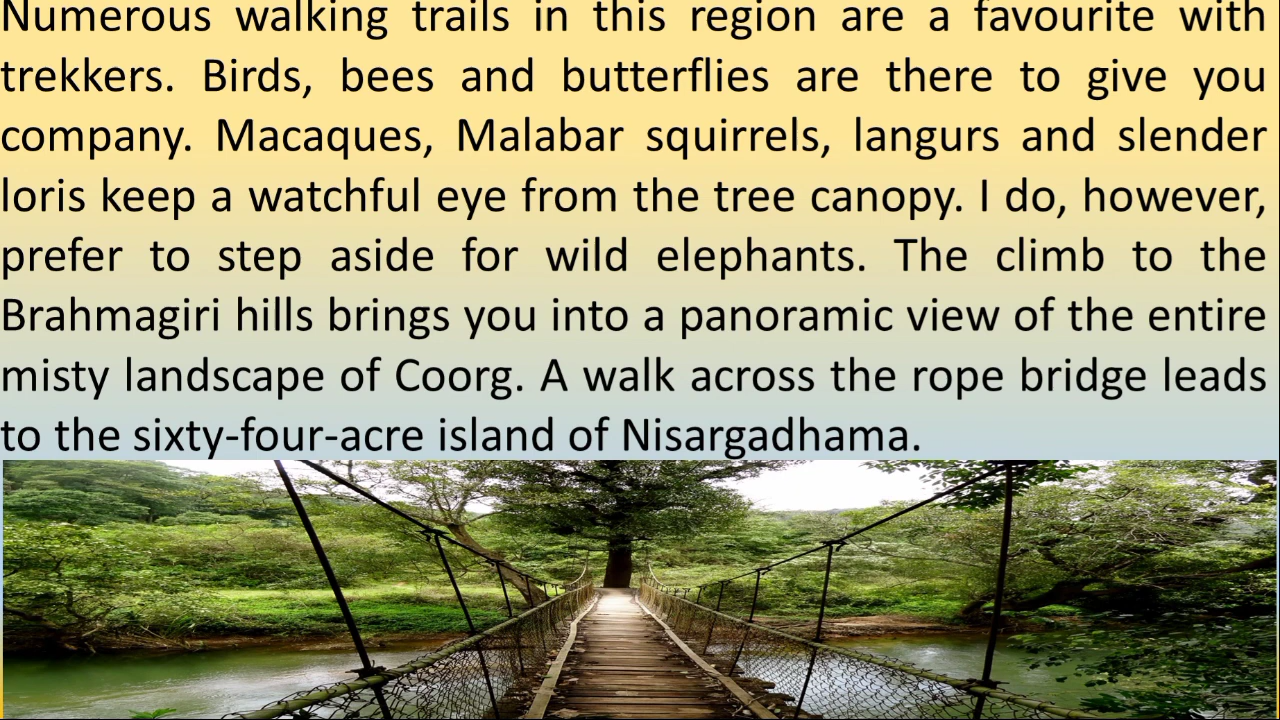 Numerous walking trails in this region are a favourite with
trekkers. Birds, bees and butterflies are there to give you
company. Macaques, Malabar squirrels, langurs and slender
loris keep a watchful eye from the tree canopy. I do, however,
prefer to step aside for wild elephants. The climb to the
Brahmagiri hills brings you into a panoramic view of the entire
misty landscape of Coorg. A walk across the rope bridge leads
to the sixty-four-acre island of Nisargadhama.